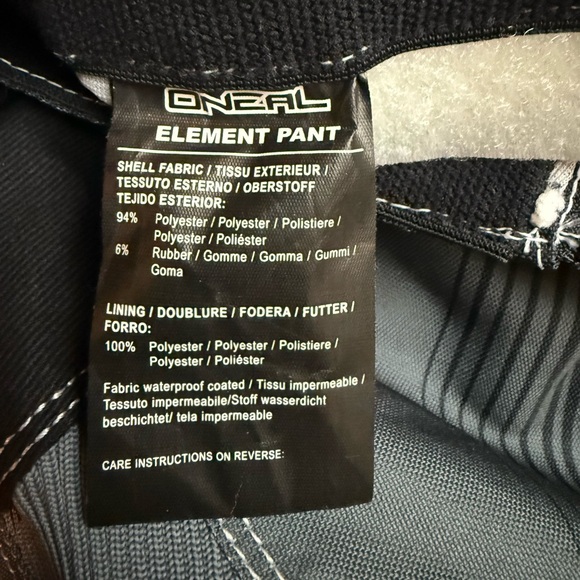 ONEAL
ELEMENT PANT
SHELL FABRIC / TISSU EXTERIEUR /
TESSUTO ESTERNO / OBERSTOFF
TEJIDO ESTERIOR:
94% Polyester / Polyester / Polistiere /
Polyester / Poliéster
6% Rubber / Gomme / Gomma / Gummi /
Goma
LINING / DOUBLURE / FODERA / FUTTER /
FORRO:
100% Polyester / Polyester / Polistiere /
Polyester / Poliéster
Fabric waterproof coated / Tissu impermeable /
Tessuto impermeabile/Stoff wasserdicht
beschichtet/ tela impermeable
CARE INSTRUCTIONS ON REVERSE: